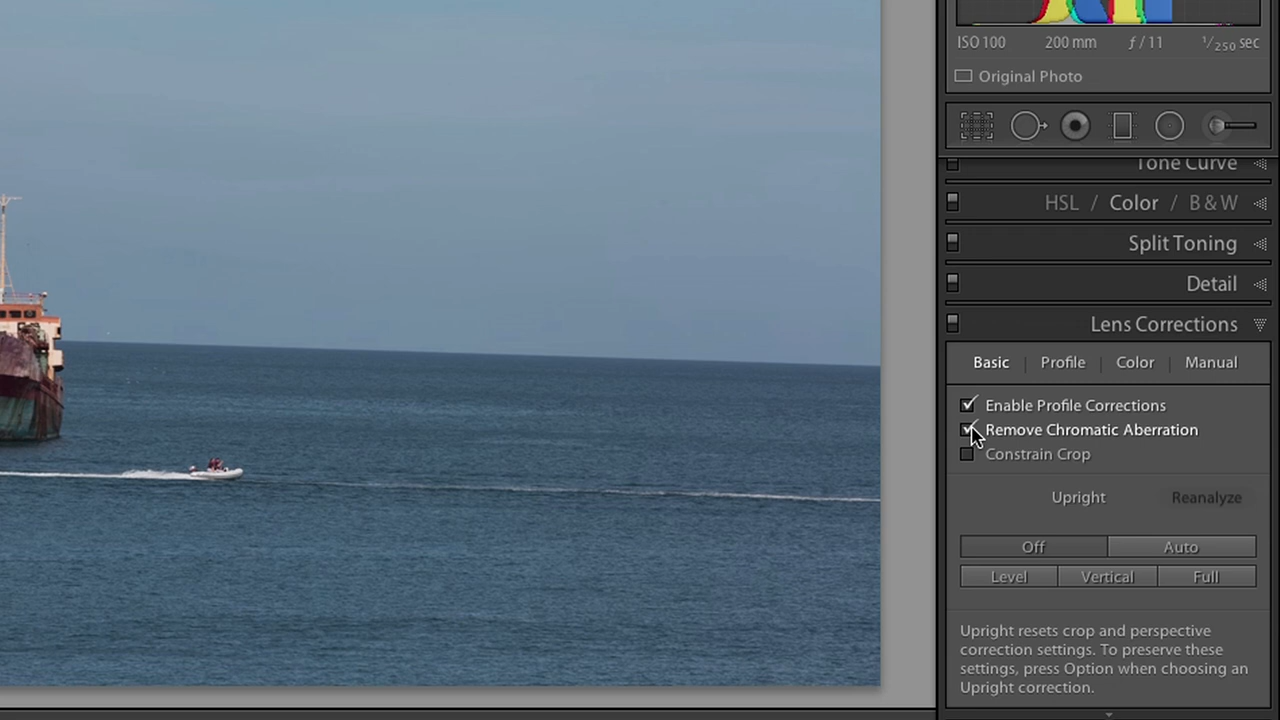 ISO 100 200 mm ƒ / 11 1/250 sec
Original Photo
Tone Curve
HSL / Color / B & W
Split Toning
Detail
Lens Corrections
Basic | Profile | Color | Manual
Enable Profile Corrections
Remove Chromatic Aberration
Constrain Crop
Upright Reanalyze
Off Auto
Level Vertical Full
Upright resets crop and perspective
correction settings. To preserve these
settings, press Option when choosing an
Upright correction.